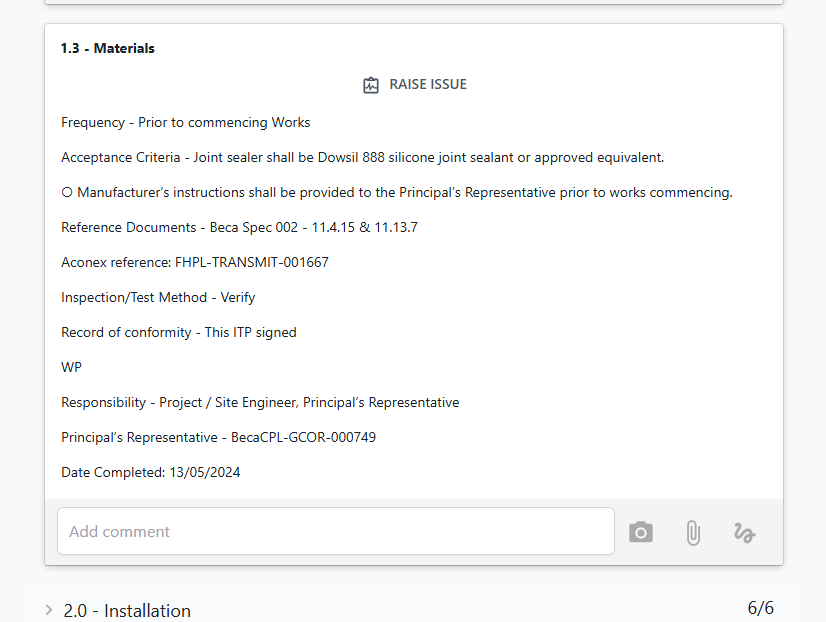 1.3 - Materials
RAISE ISSUE
Frequency - Prior to commencing Works
Acceptance Criteria - Joint sealer shall be Dowsil 888 silicone joint sealant or approved equivalent.
O Manufacturer’s instructions shall be provided to the Principal’s Representative prior to works commencing.
Reference Documents - Beca Spec 002 - 11.4.15 & 11.13.7
Aconex reference: FHPL-TRANSMIT-001667
Inspection/Test Method - Verify
Record of conformity - This ITP signed
WP
Responsibility - Project / Site Engineer, Principal’s Representative
Principal’s Representative - BecaCPL-GCOR-000749
Date Completed: 13/05/2024
Add comment
2.0 - Installation 6/6